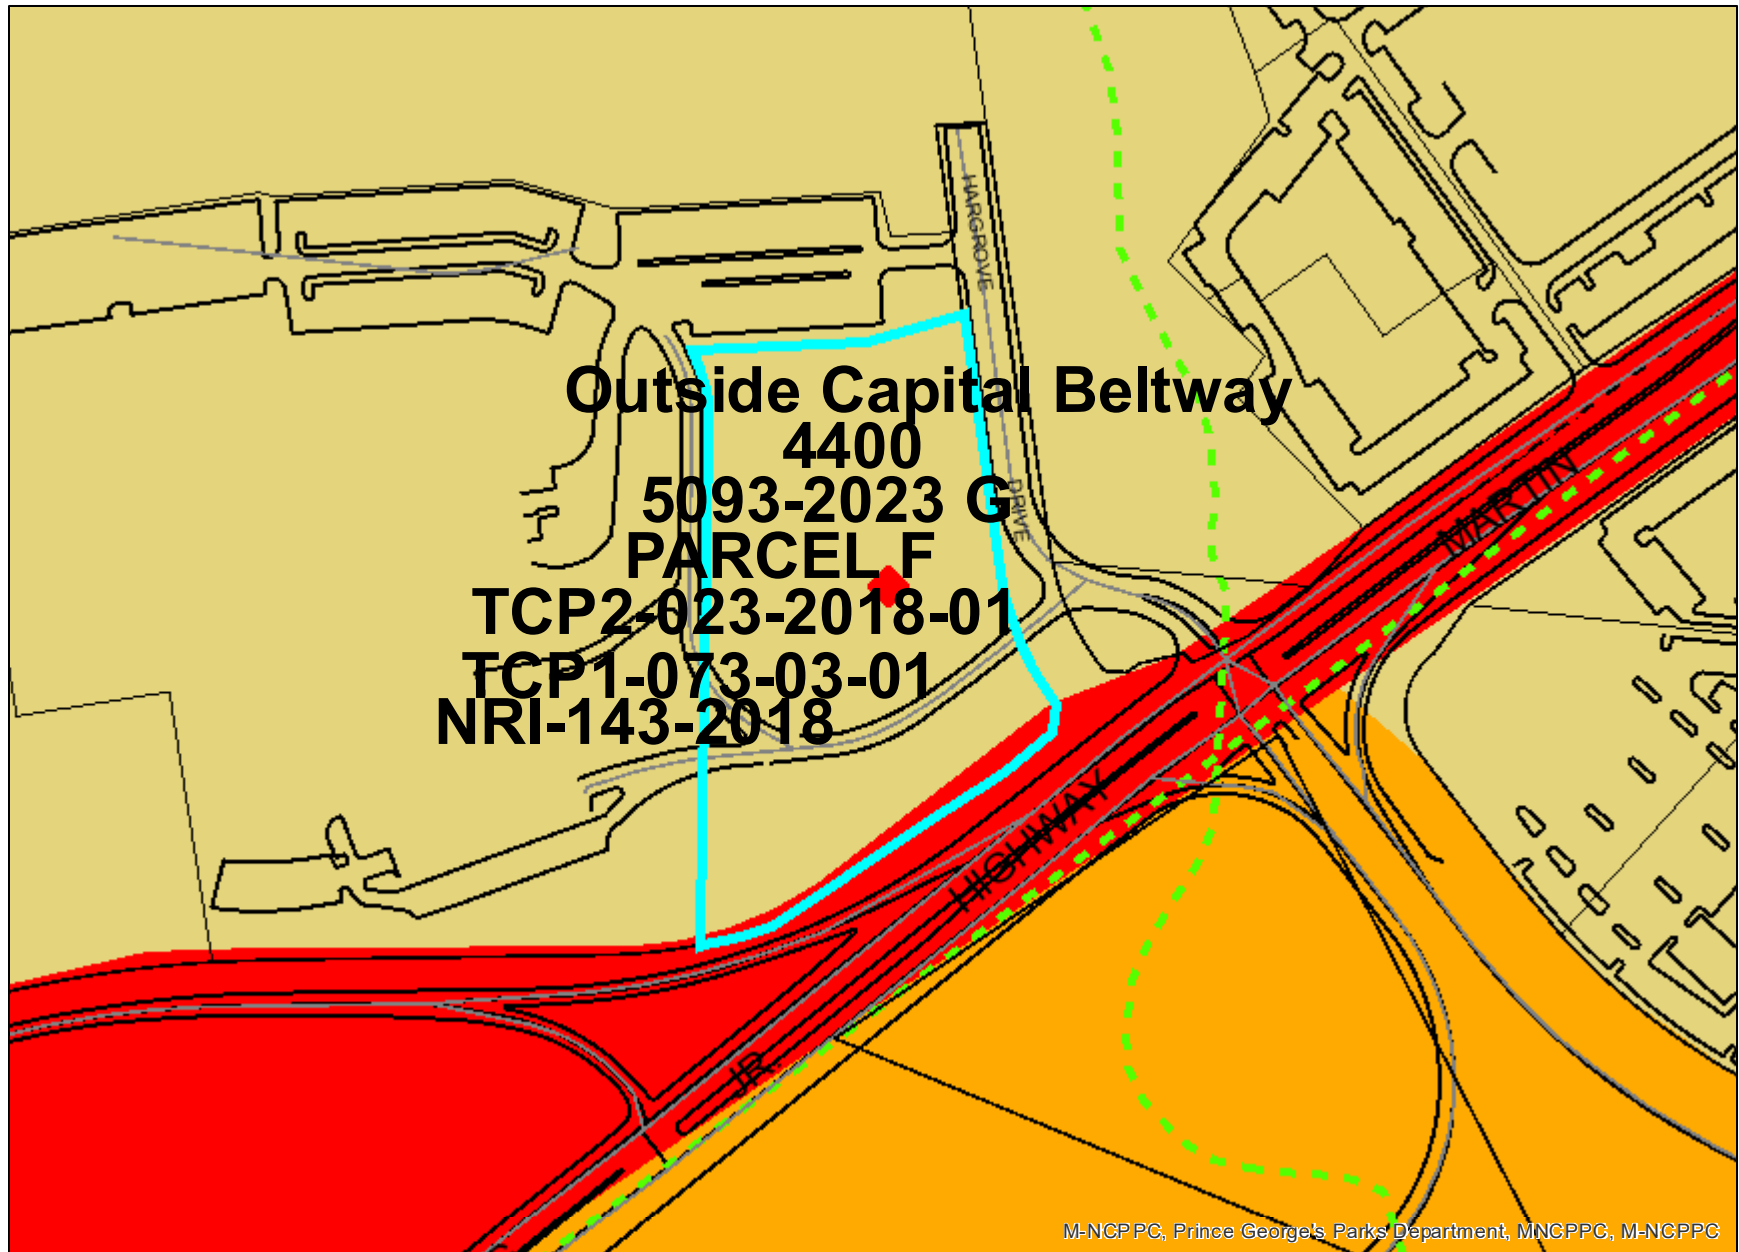 HARGROVE
Outside Capital Beltway
4400
5093-2023 G
DRIVE
MARTIN
PARCEL F
TCP2-023-2018-01
TCP1-073-03-01
NRI-143-2018
HIGHWAY
JR
M-NCPPC, Prince George's Parks Department, MNCPPC, M-NCPPC